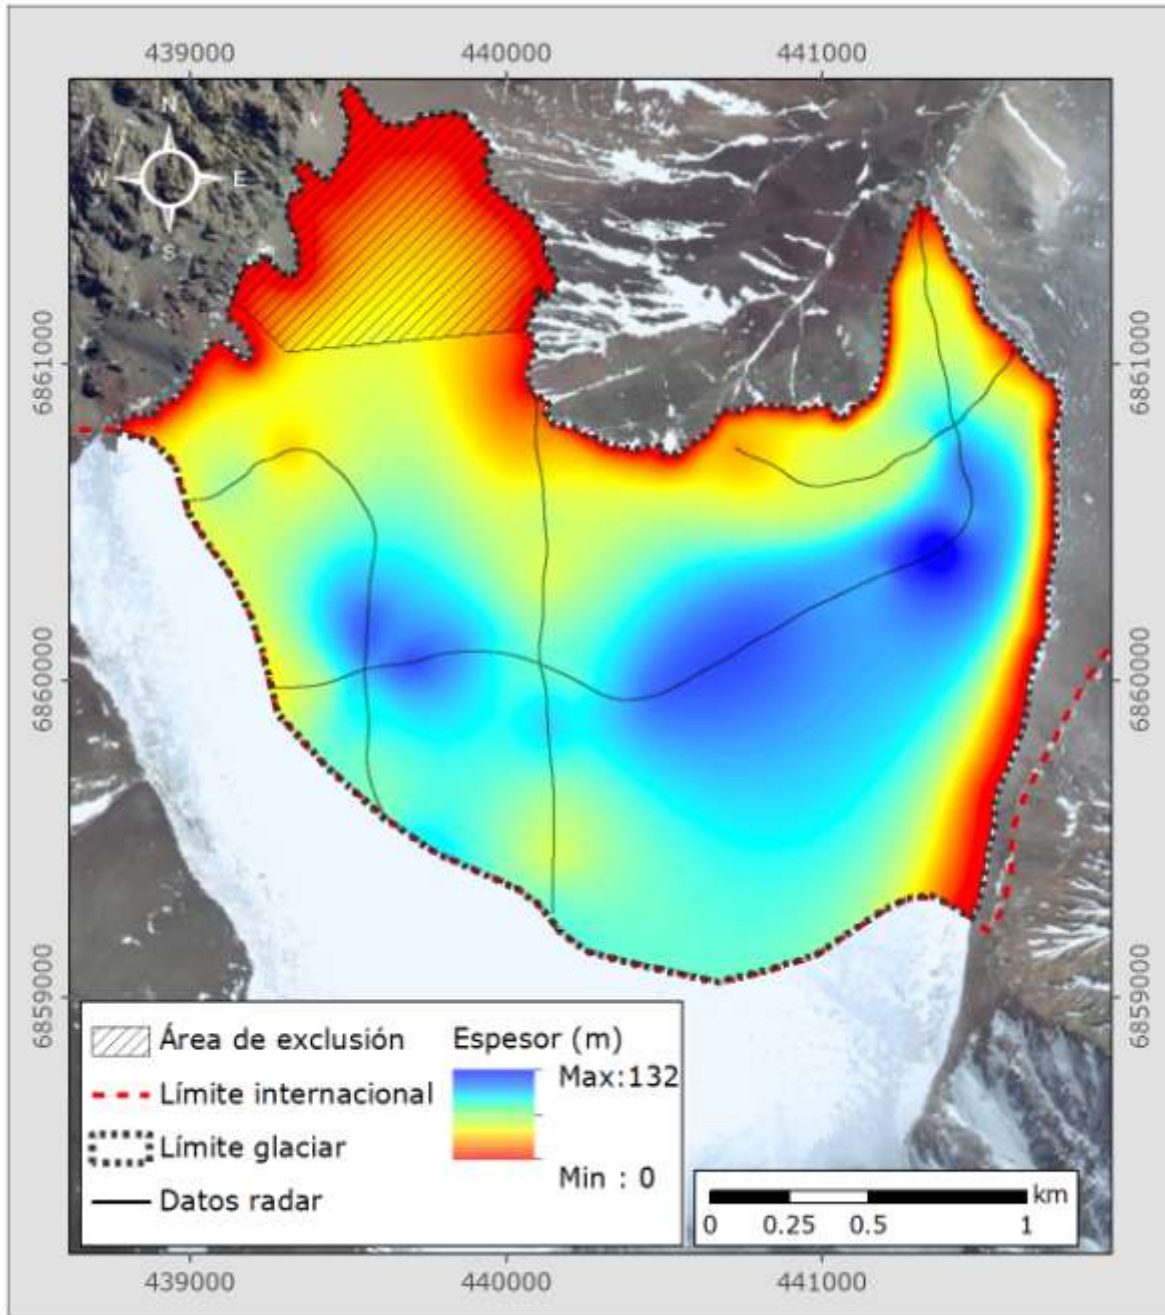 439000 440000 441000
N
W E
S
6861000 6861000
6860000 6860000
6859000 6859000
Área de exclusión
Límite internacional
Límite glaciar
Datos radar
Espesor (m)
Max:132
Min : 0
km
0 0.25 0.5 1
439000 440000 441000